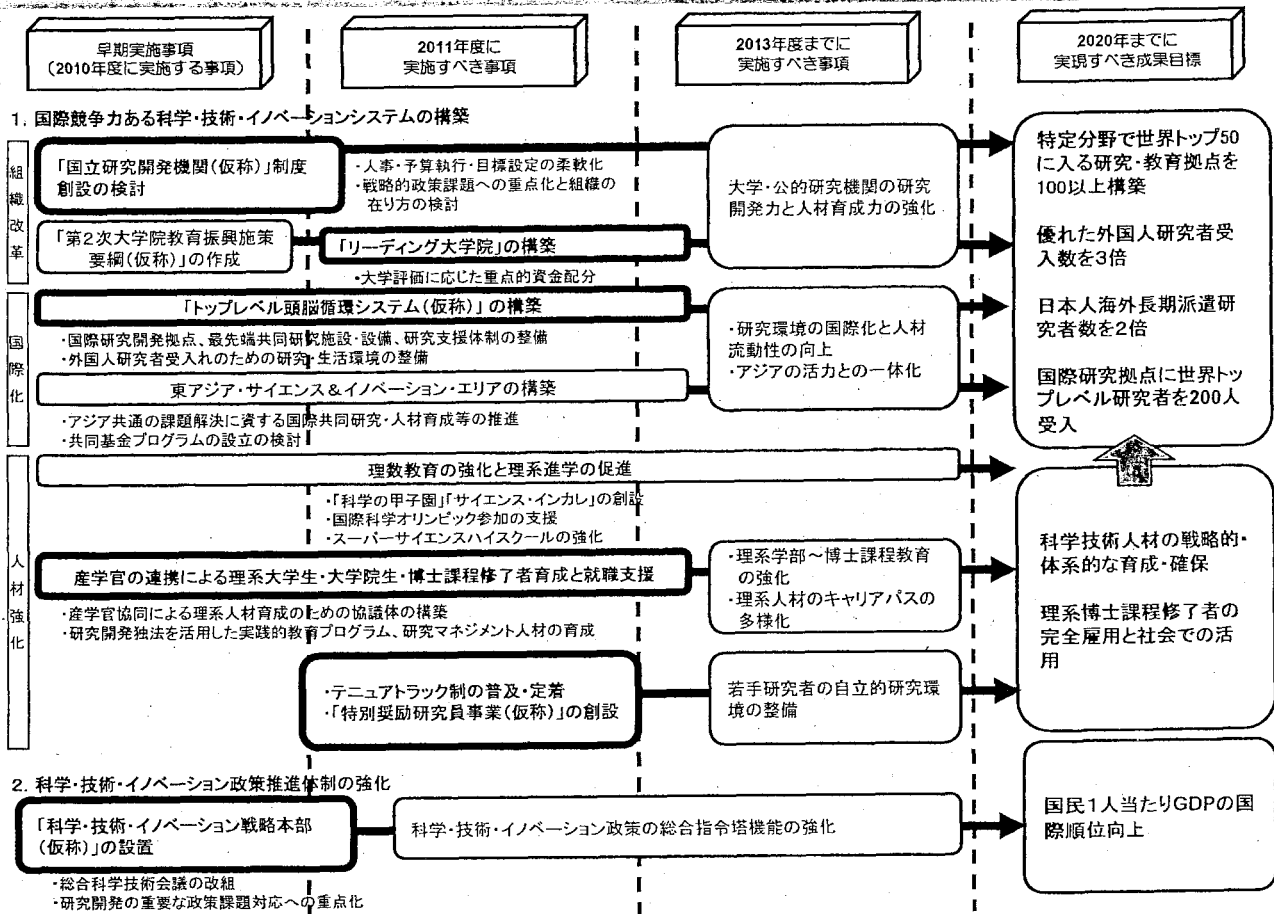 早期実施事項
（2010年度に実施する事項）
2011年度に
実施すべき事項
2013年度までに
実施すべき事項
2020年までに
実現すべき成果目標
1．国際競争力ある科学・技術・イノベーションシステムの構築
組織改革
「国立研究開発機関（仮称）」制度
創設の検討
・人事・予算執行・目標設定の柔軟化
・戦略的政策課題への重点化と組織の
在り方の検討
「第２次大学院教育振興施策
要綱（仮称）」の作成
「リーディング大学院」の構築
・大学評価に応じた重点的資金配分
大学・公的研究機関の研究
開発力と人材育成力の強化
特定分野で世界トップ50
に入る研究・教育拠点を
100以上構築
優れた外国人研究者受
入数を3倍
日本人海外長期派遣研
究者数を2倍
国際研究拠点に世界トッ
プレベル研究者を200人
受入
国際化
「トップレベル頭脳循環システム（仮称）」の構築
・国際研究開発拠点、最先端共同研究施設・設備、研究支援体制の整備
・外国人研究者受入れのための研究・生活環境の整備
東アジア・サイエンス＆イノベーション・エリアの構築
・アジア共通の課題解決に資する国際共同研究・人材育成等の推進
・共同基金プログラムの設立の検討
・研究環境の国際化と人材
流動性の向上
・アジアの活力との一体化
人材強化
理数教育の強化と理系進学の促進
・「科学の甲子園」「サイエンス・インカレ」の創設
・国際科学オリンピック参加の支援
・スーパーサイエンスハイスクールの強化
産学官の連携による理系大学生・大学院生・博士課程修了者育成と就職支援
・産学官協同による理系人材育成のための協議体の構築
・研究開発独法を活用した実践的教育プログラム、研究マネジメント人材の育成
・理系学部～博士課程教育
の強化
・理系人材のキャリアパスの
多様化
・テニュアトラック制の普及・定着
・「特別奨励研究員事業（仮称）」の創設
若手研究者の自立的研究環
境の整備
科学技術人材の戦略的・
体系的な育成・確保
理系博士課程修了者の
完全雇用と社会での活
用
2．科学・技術・イノベーション政策推進体制の強化
「科学・技術・イノベーション戦略本部
（仮称）」の設置
・総合科学技術会議の改組
・研究開発の重要な政策課題対応への重点化
科学・技術・イノベーション政策の総合指令塔機能の強化
国民１人当たりGDPの国
際順位向上